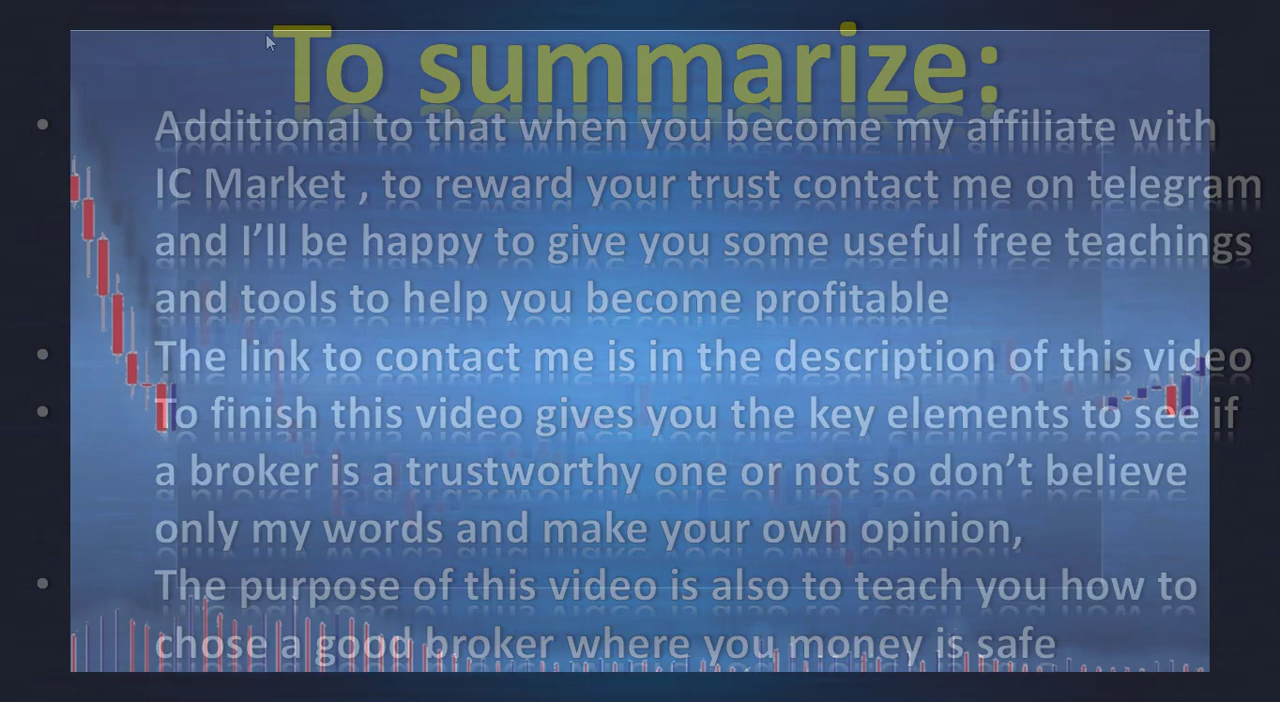 To summarize:
Additional to that when you become my affiliate with
IC Market , to reward your trust contact me on telegram
and I’ll be happy to give you some useful free teachings
and tools to help you become profitable
The link to contact me is in the description of this video
To finish this video gives you the key elements to see if
a broker is a trustworthy one or not so don’t believe
only my words and make your own opinion,
The purpose of this video is also to teach you how to
chose a good broker where you money is safe